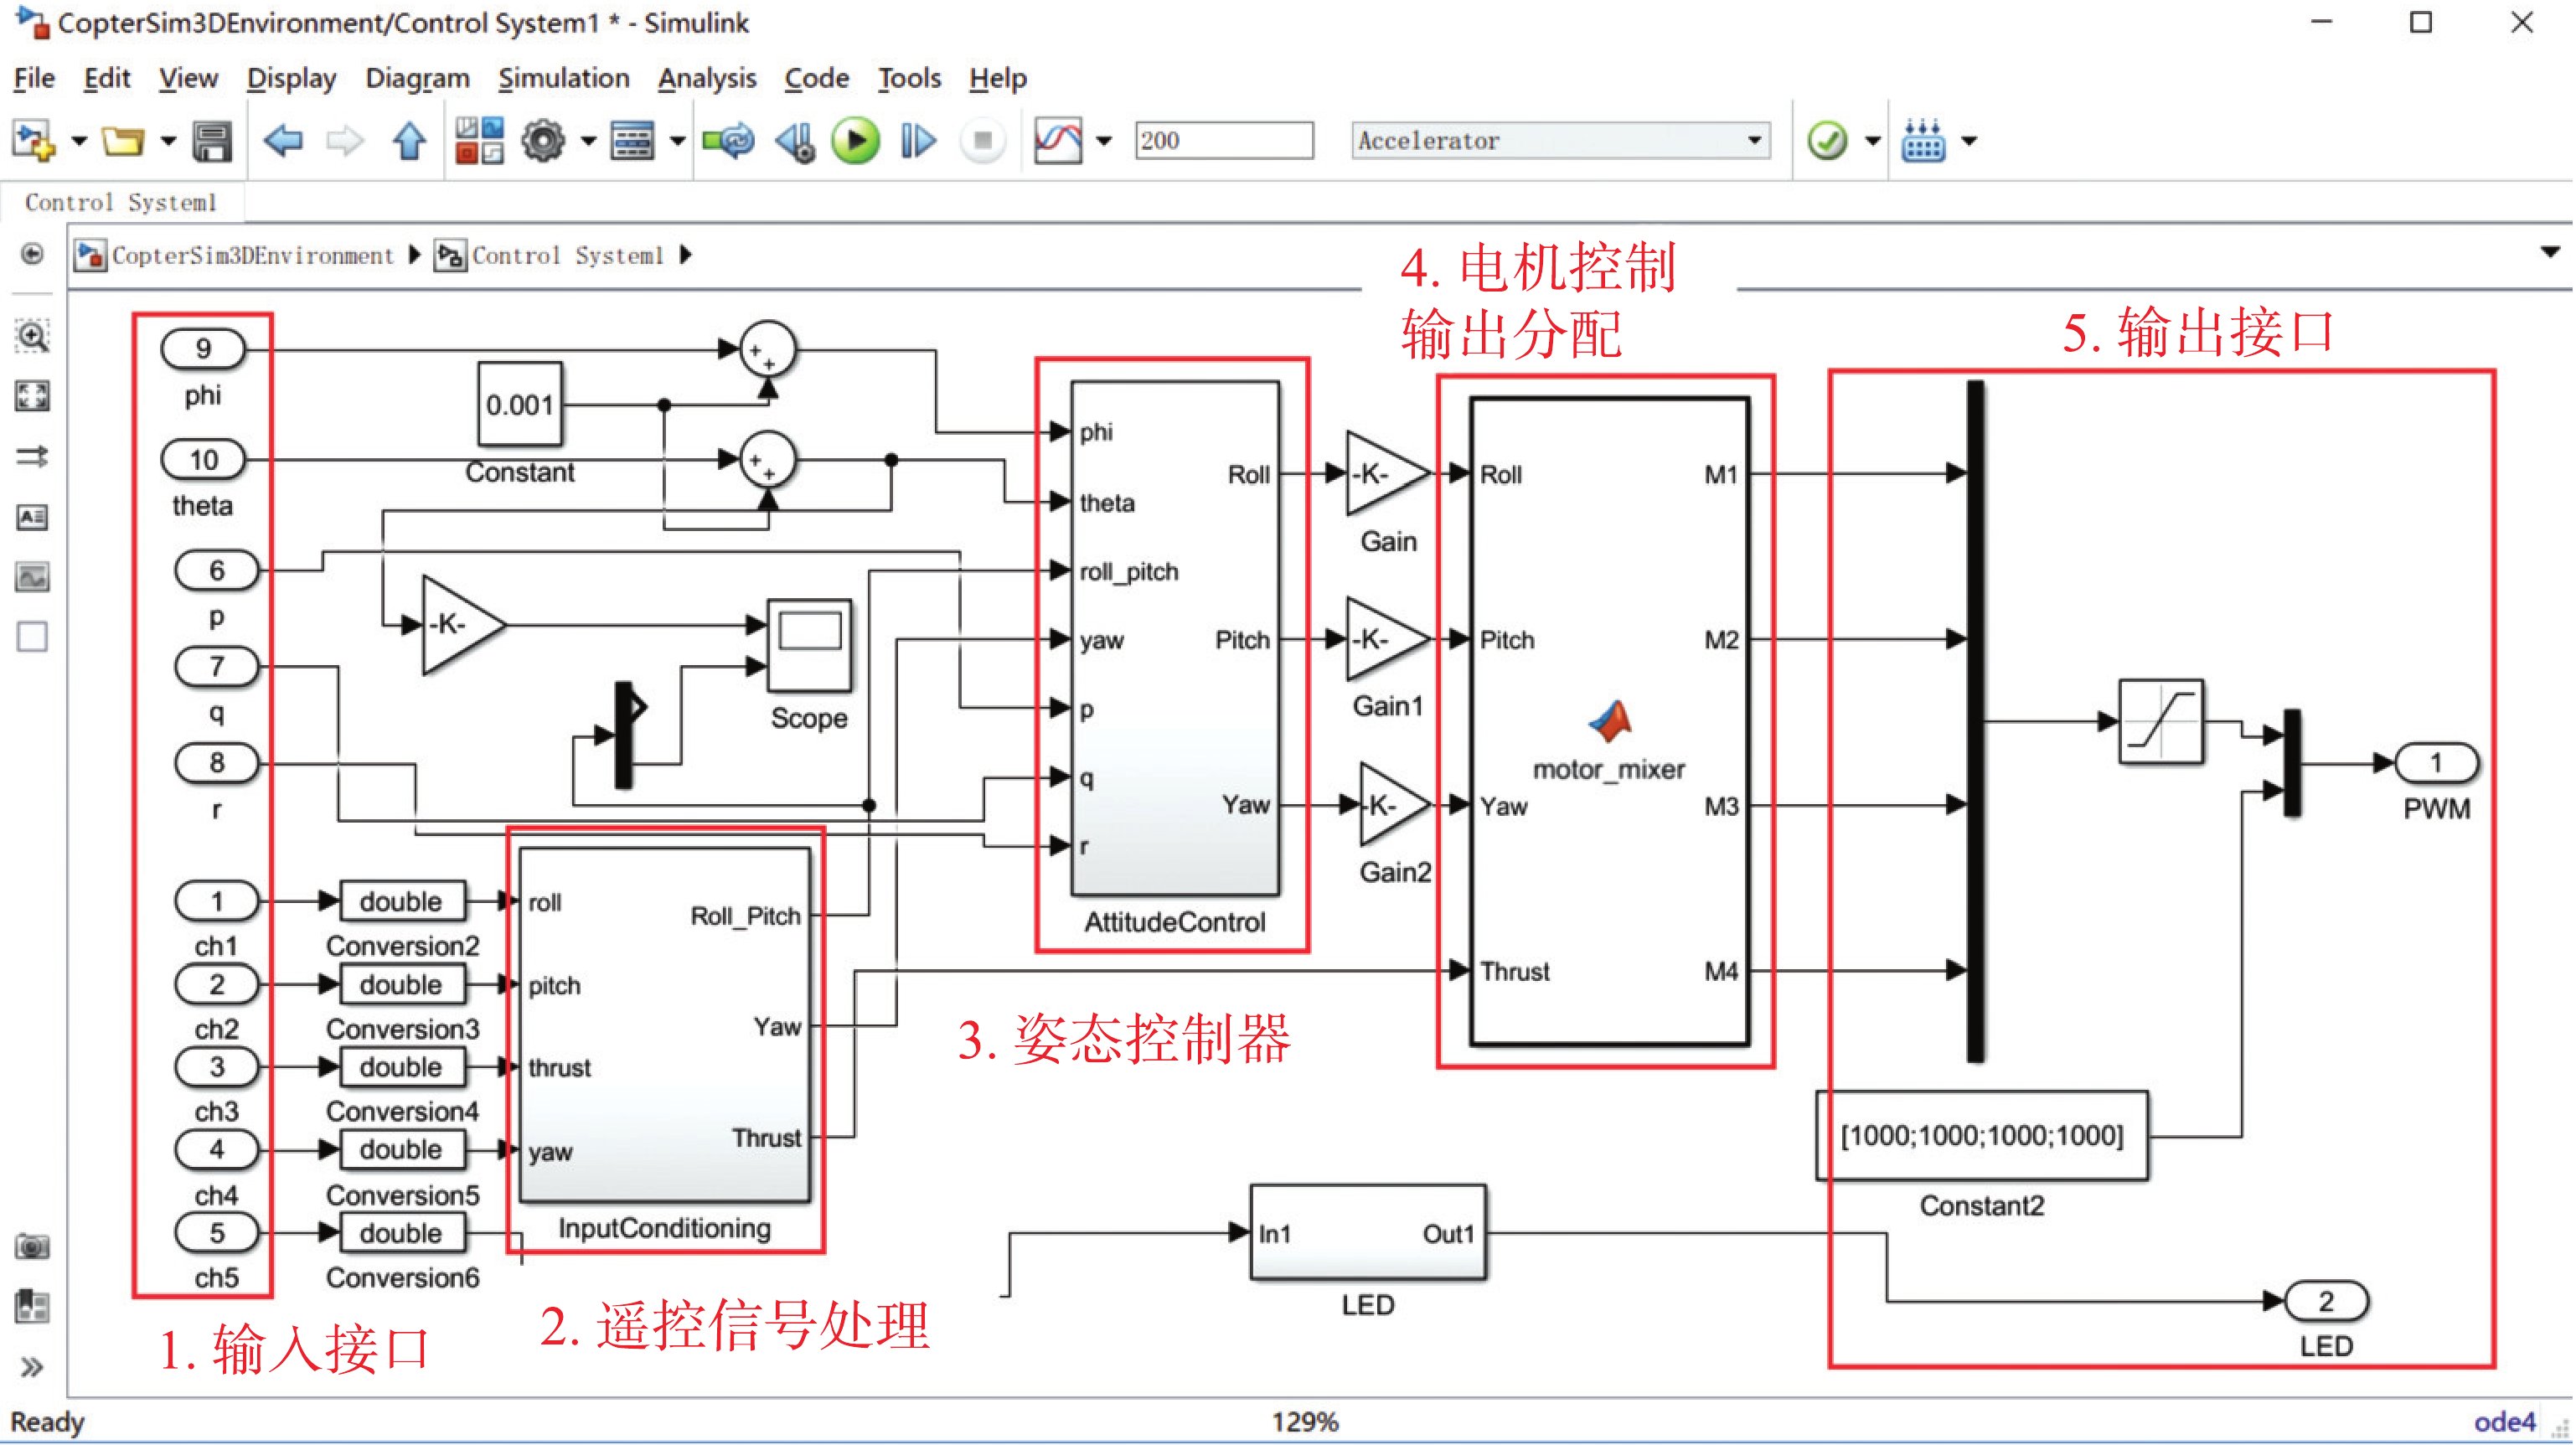 CopterSim3DEnvironment/Control System1 * - Simulink
File Edit View Display Diagram Simulation Analysis Code Tools Help
200 Accelerator
Control System1
CopterSim3DEnvironment Control System1
4. 电机控制
输出分配
5. 输出接口
9
phi
10
theta
6
p
7
q
8
r
1
ch1
2
ch2
3
ch3
4
ch4
5
ch5
1. 输入接口
0.001
Constant
+
+
+
+
-K-
Scope
double
Conversion2
double
Conversion3
double
Conversion4
double
Conversion5
double
Conversion6
roll
pitch
thrust
yaw
Roll_Pitch
Yaw
Thrust
InputConditioning
2. 遥控信号处理
phi
theta
roll_pitch
yaw
p
q
r
Roll
Pitch
Yaw
AttitudeControl
3. 姿态控制器
-K-
Gain
-K-
Gain1
-K-
Gain2
Roll
Pitch
Yaw
Thrust
motor_mixer
M1
M2
M3
M4
1
PWM
[1000;1000;1000;1000]
Constant2
In1 Out1
LED
2
LED
Ready 129% ode4